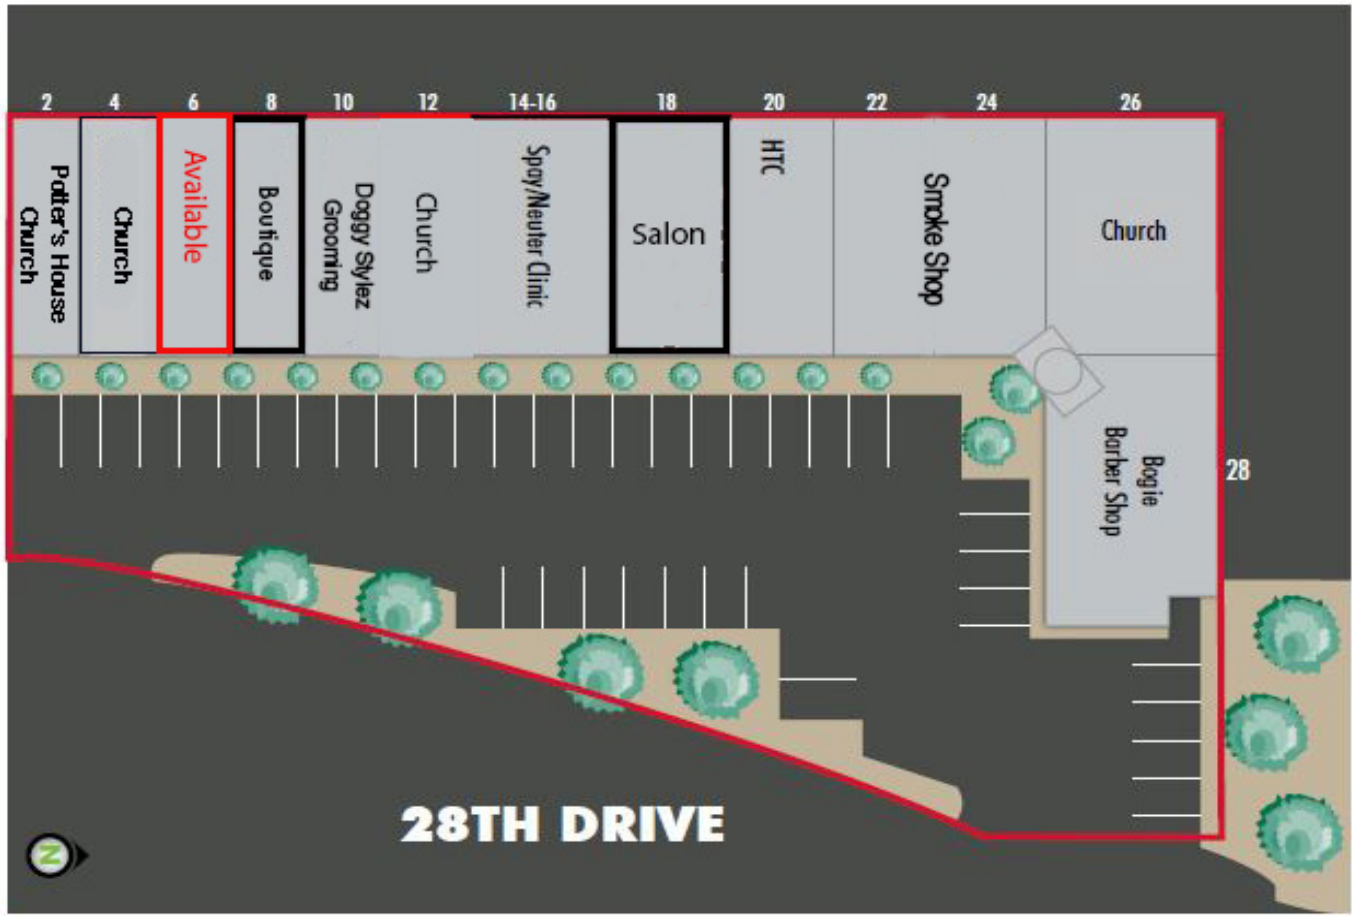 2 4 6 8 10 12 14-16 18 20 22 24 26
Potter's House
Church
Church
Available
Boutique
Doggy Stylez
Grooming
Church
Spay/Neuter Clinic
Salon
HTC
Smoke Shop
Church
Bogie
Barber Shop
28
28TH DRIVE
N